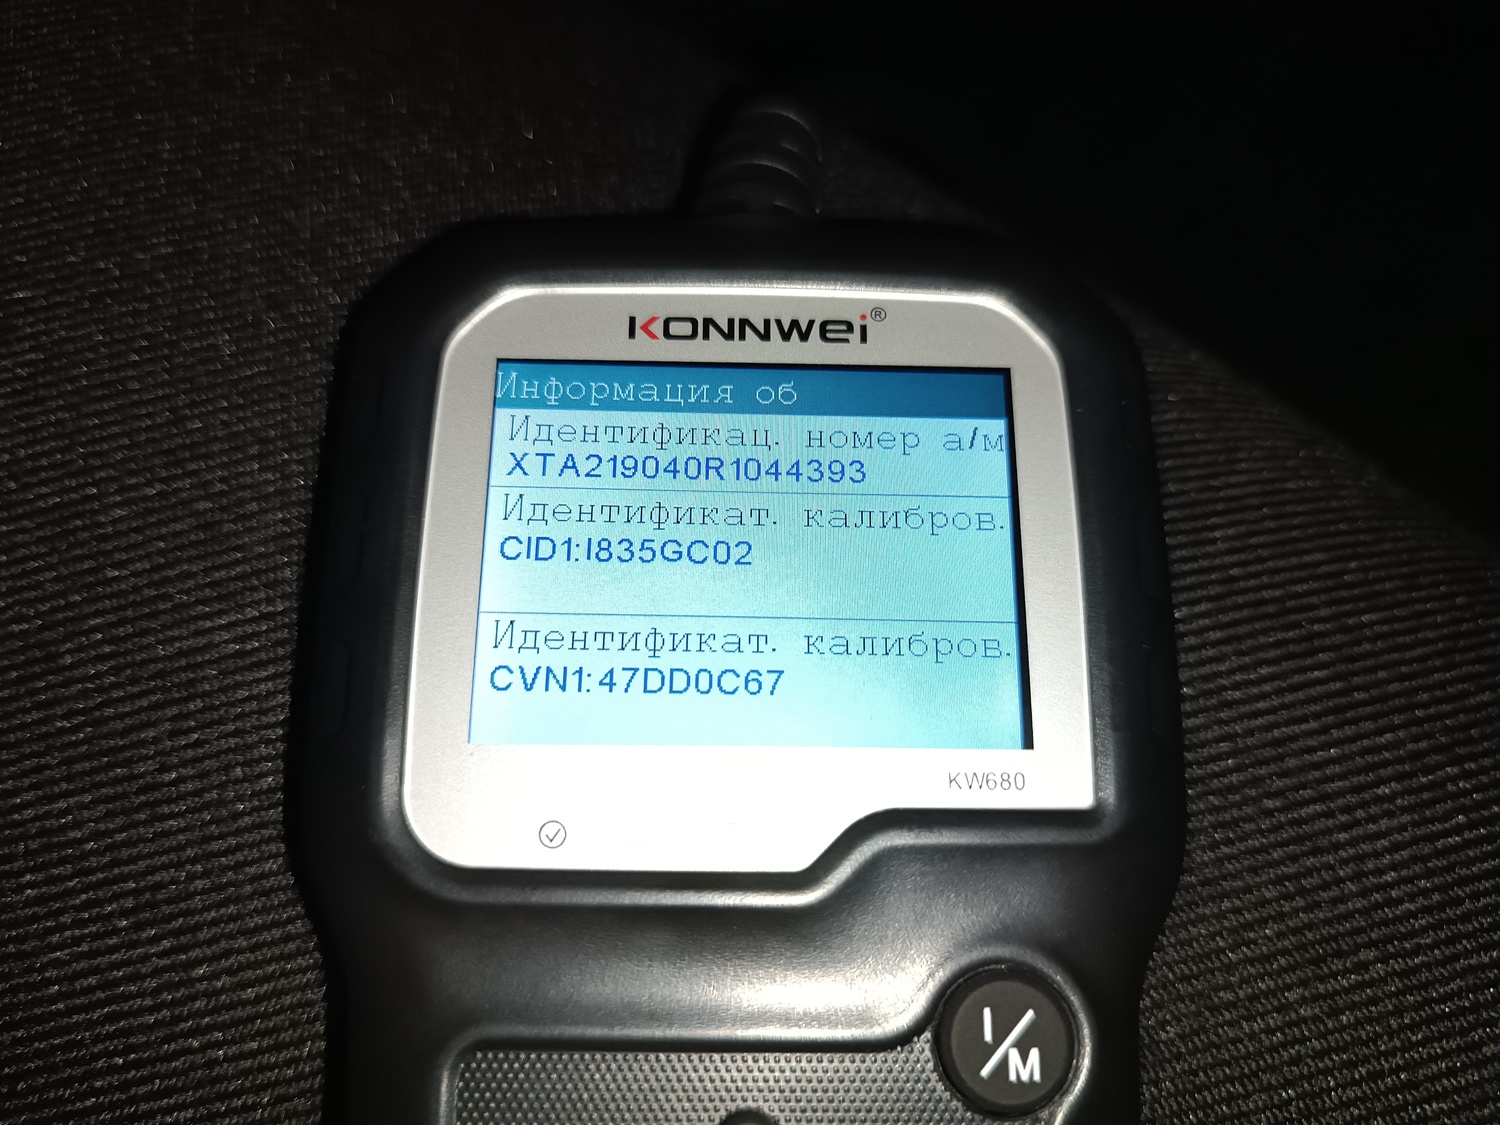 KONNWEI®
Информация об
Идентификац. номер а/м
XTA219040R1044393
Идентификат. калибров.
CID1:I835GC02
Идентификат. калибров.
CVN1:47DD0C67
KW680
I/M